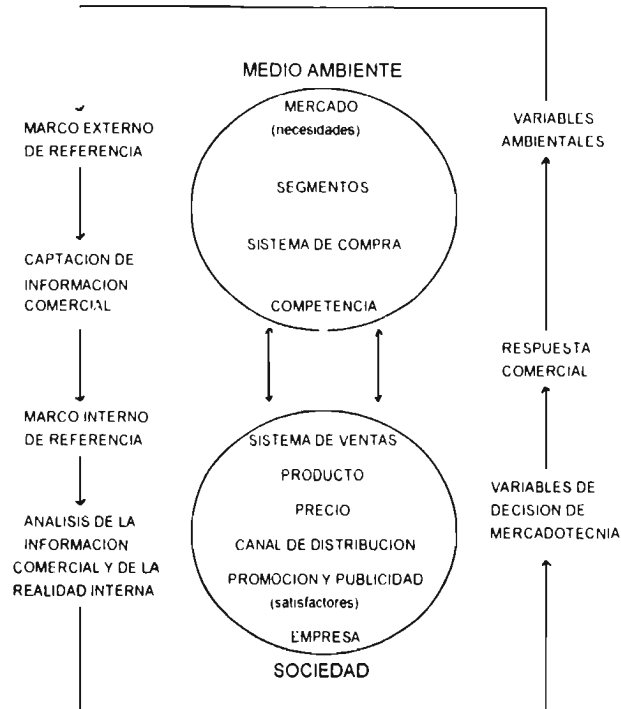 MEDIO AMBIENTE
MERCADO
(necesidades)
SEGMENTOS
SISTEMA DE COMPRA
COMPETENCIA
MARCO EXTERNO
DE REFERENCIA
CAPTACION DE
INFORMACION
COMERCIAL
MARCO INTERNO
DE REFERENCIA
ANALISIS DE LA
INFORMACION
COMERCIAL Y DE LA
REALIDAD INTERNA
SISTEMA DE VENTAS
PRODUCTO
PRECIO
CANAL DE DISTRIBUCION
PROMOCION Y PUBLICIDAD
(satisfactores)
EMPRESA
SOCIEDAD
VARIABLES
AMBIENTALES
RESPUESTA
COMERCIAL
VARIABLES DE
DECISION DE
MERCADOTECNIA